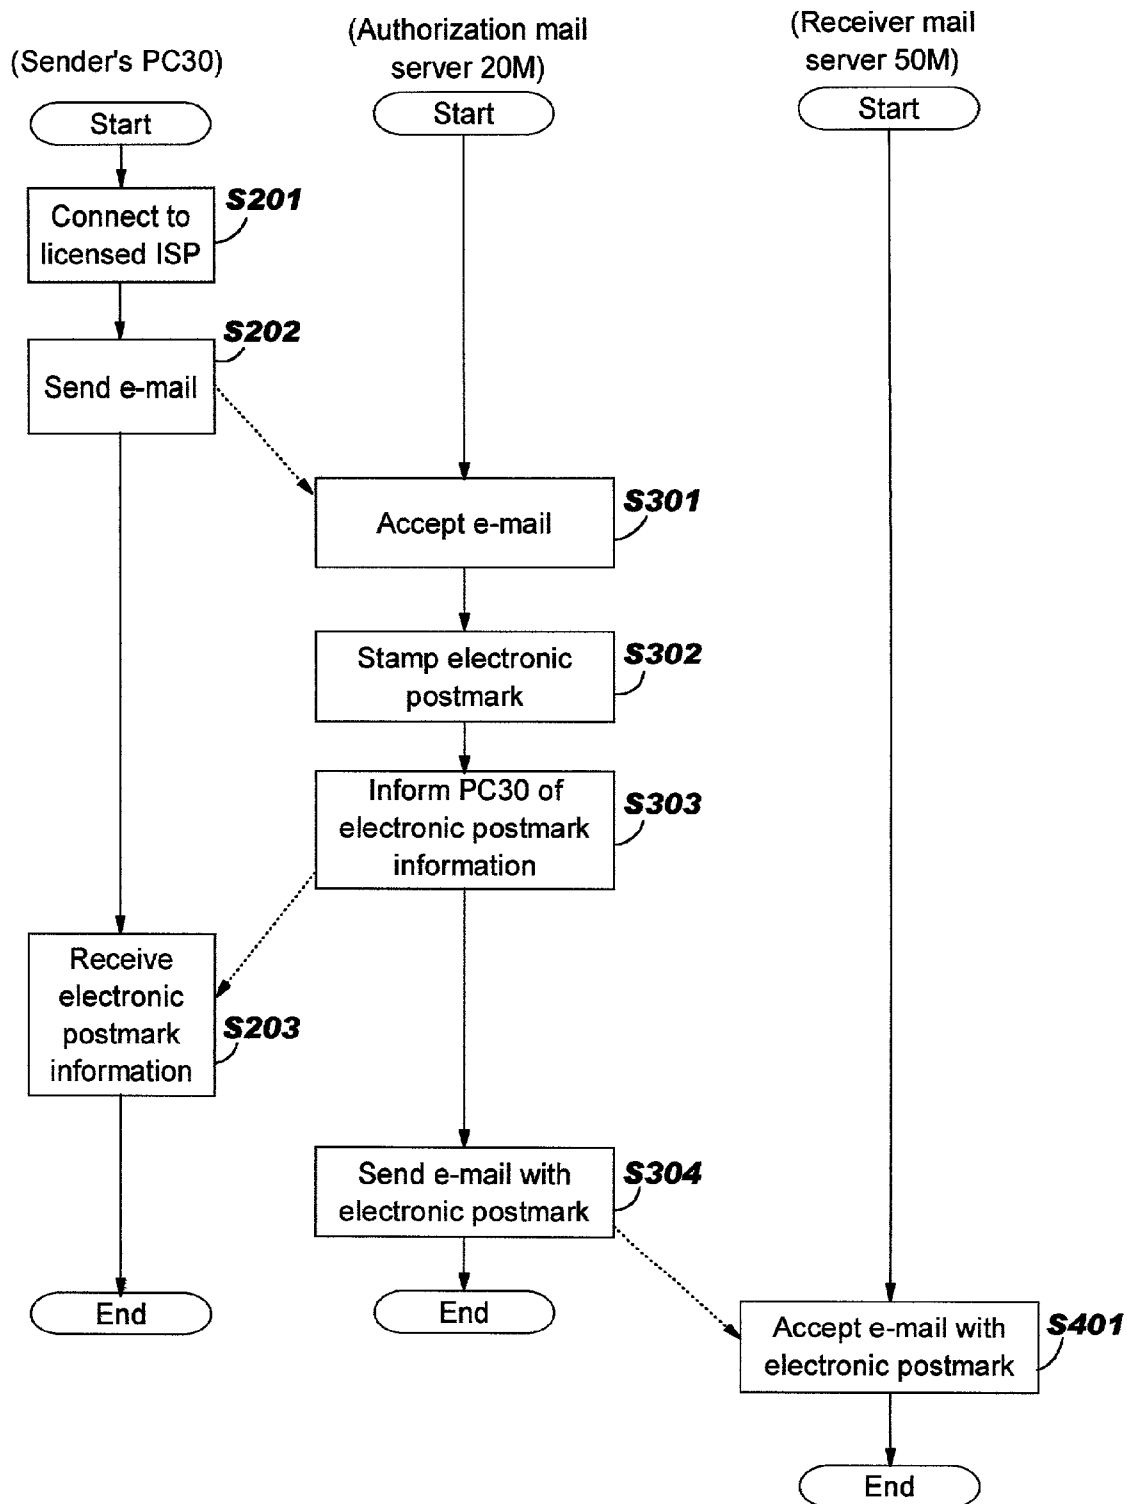 (Sender's PC30)
(Authorization mail
server 20M)
(Receiver mail
server 50M)
Start
Start
Start
Connect to
licensed ISP
S201
Send e-mail
S202
Accept e-mail
S301
Stamp electronic
postmark
S302
Inform PC30 of
electronic postmark
information
S303
Receive
electronic
postmark
information
S203
Send e-mail with
electronic postmark
S304
End
End
Accept e-mail with
electronic postmark
S401
End